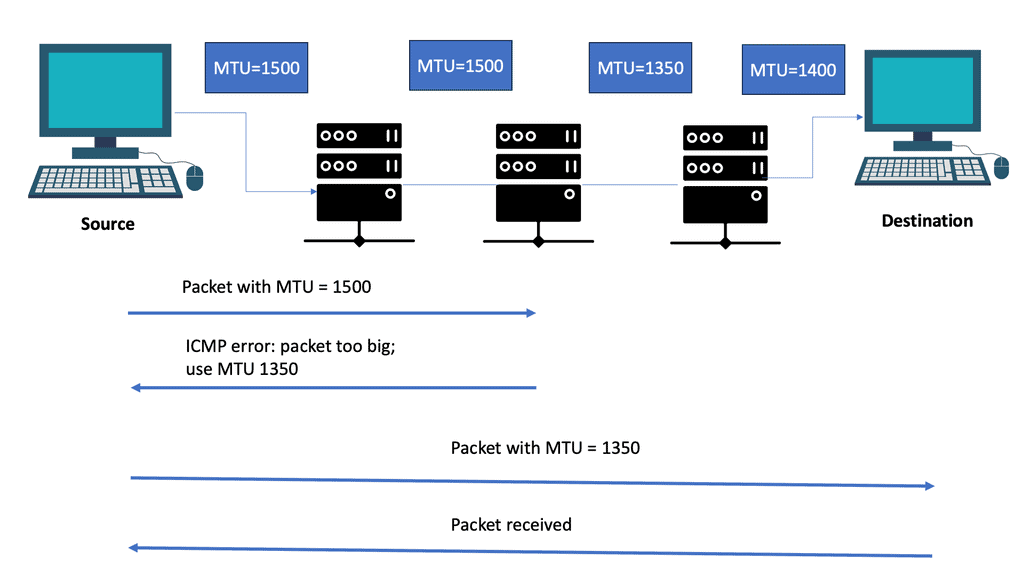 MTU=1500
MTU=1500
MTU=1350
MTU=1400
Source
Destination
Packet with MTU = 1500
ICMP error: packet too big;
use MTU 1350
Packet with MTU = 1350
Packet received